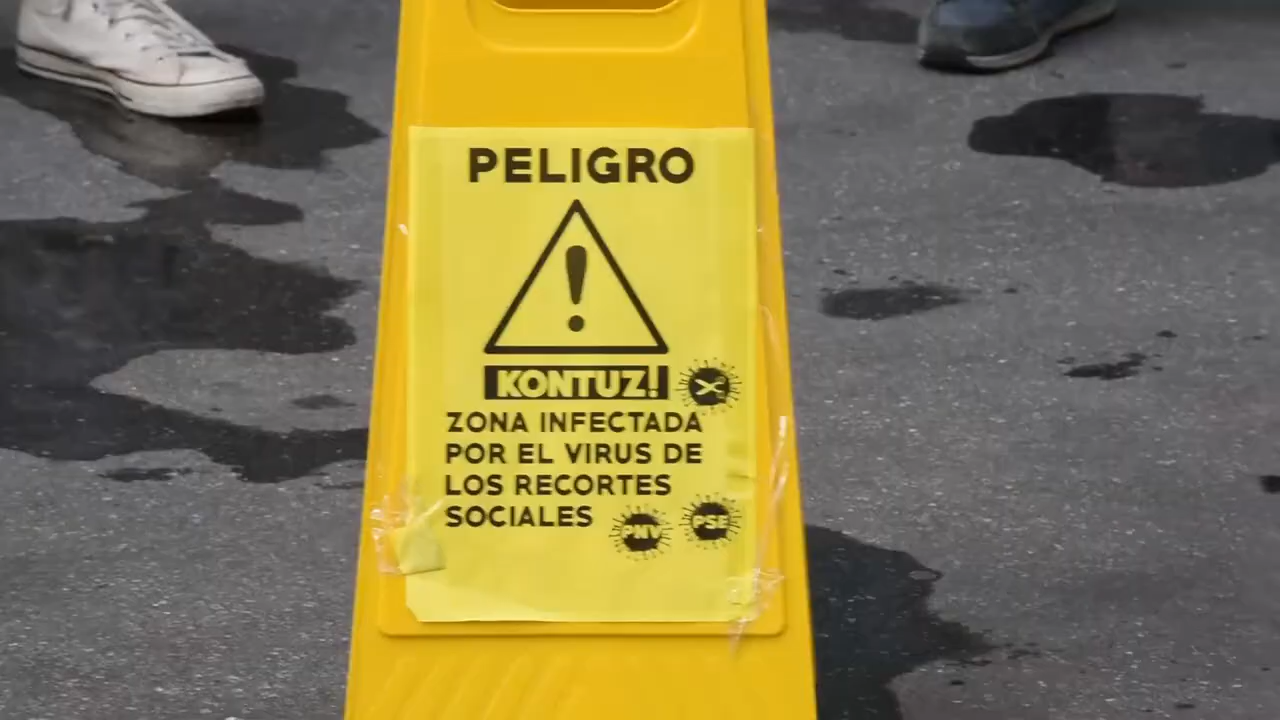 PELIGRO
!
KONTUZ!
ZONA INFECTADA
POR EL VIRUS DE
LOS RECORTES
SOCIALES
PNV
PSE